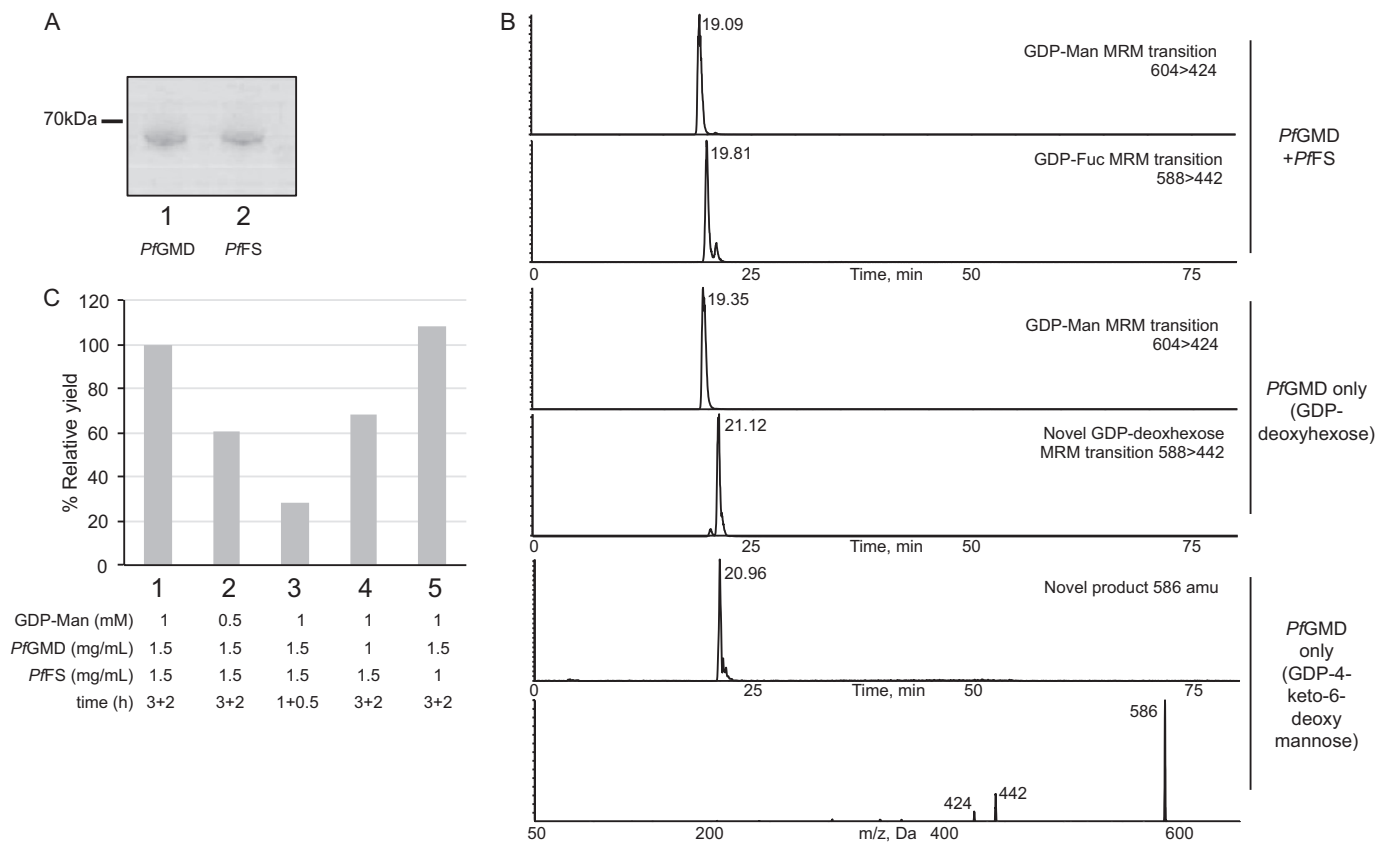 A
70kDa
1 2
PfGMD PfFS
B
19.09
GDP-Man MRM transition
604>424
19.81
GDP-Fuc MRM transition
588>442
0 25 Time, min 50 75
PfGMD
+PfFS
19.35
GDP-Man MRM transition
604>424
21.12
Novel GDP-deoxhexose
MRM transition 588>442
0 25 Time, min 50 75
PfGMD only
(GDP-
deoxyhexose)
20.96
Novel product 586 amu
0 25 Time, min 50 75
586
442
424
50 200 m/z, Da 400 600
PfGMD
only
(GDP-4-
keto-6-
deoxy
mannose)
C
% Relative yield
120
100
80
60
40
20
0
1 2 3 4 5
GDP-Man (mM) 1 0.5 1 1 1
PfGMD (mg/mL) 1.5 1.5 1.5 1 1.5
PfFS (mg/mL) 1.5 1.5 1.5 1.5 1
time (h) 3+2 3+2 1+0.5 3+2 3+2